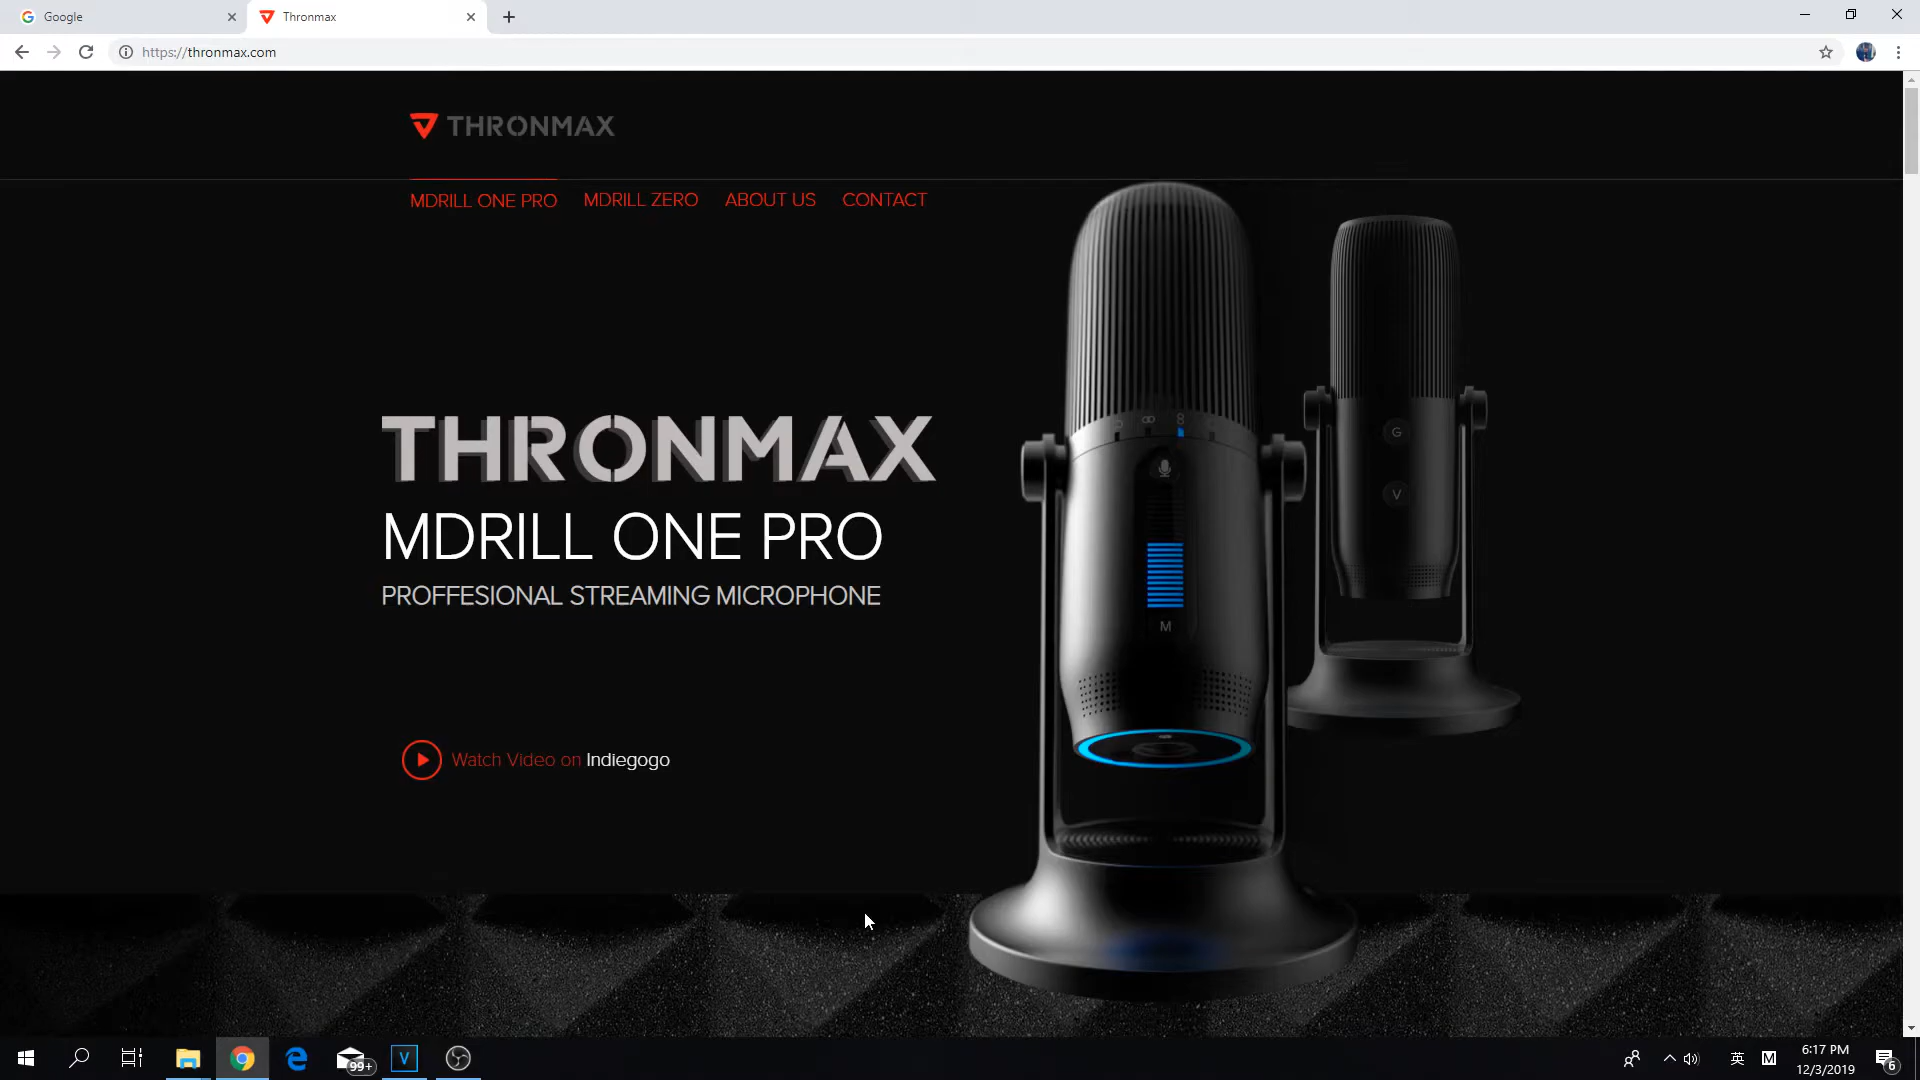 Google
Thronmax
https://thronmax.com
THRONMAX
MDRILL ONE PRO MDRILL ZERO ABOUT US CONTACT
THRONMAX
MDRILL ONE PRO
PROFFESIONAL STREAMING MICROPHONE
Watch Video on Indiegogo
M
G
V
99+
V
英
M
6:17 PM
12/3/2019
6